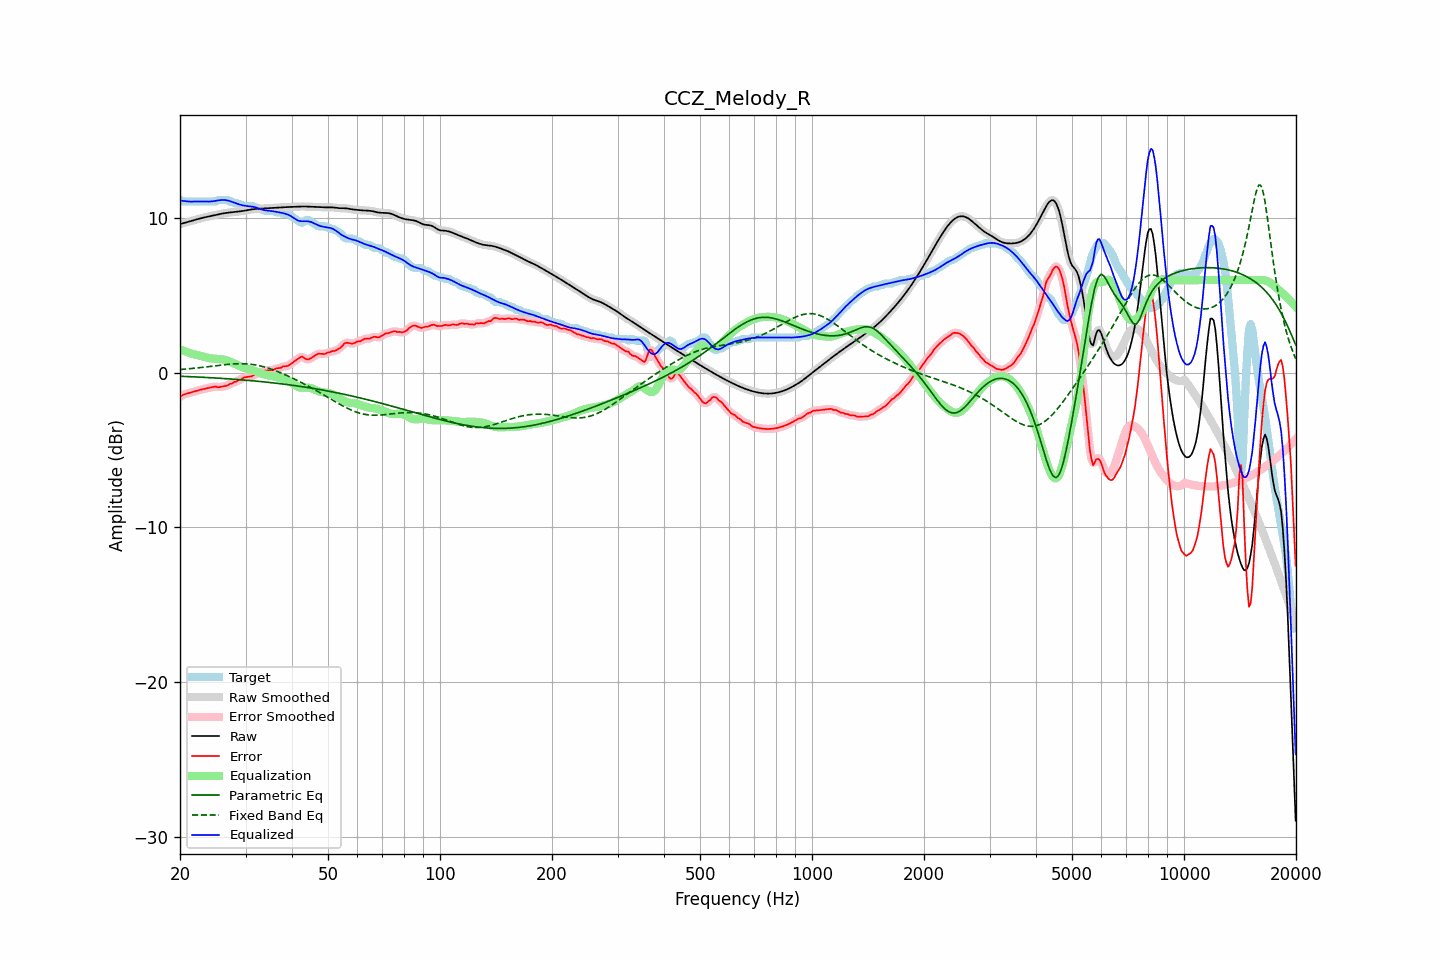 CCZ_Melody_R
Amplitude (dBr)
10
0
−10
−20
−30
Target
Raw Smoothed
Error Smoothed
Raw
Error
Equalization
Parametric Eq
Fixed Band Eq
Equalized
20 50 100 200 500 1000 2000 5000 10000 20000
Frequency (Hz)